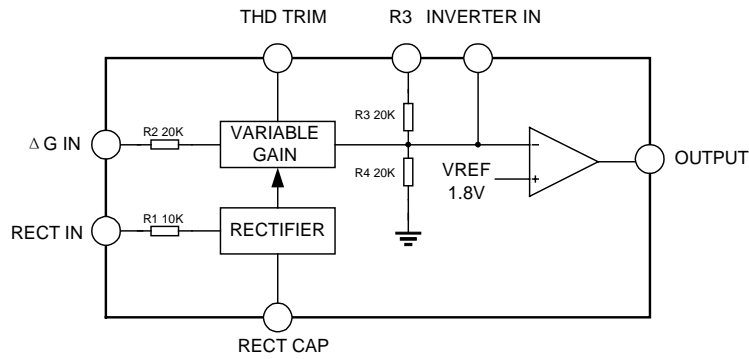 THD TRIM
R3
INVERTER IN
Δ G IN
R2 20K
VARIABLE
GAIN
R3 20K
R4 20K
VREF
1.8V
−
+
OUTPUT
RECT IN
R1 10K
RECTIFIER
RECT CAP